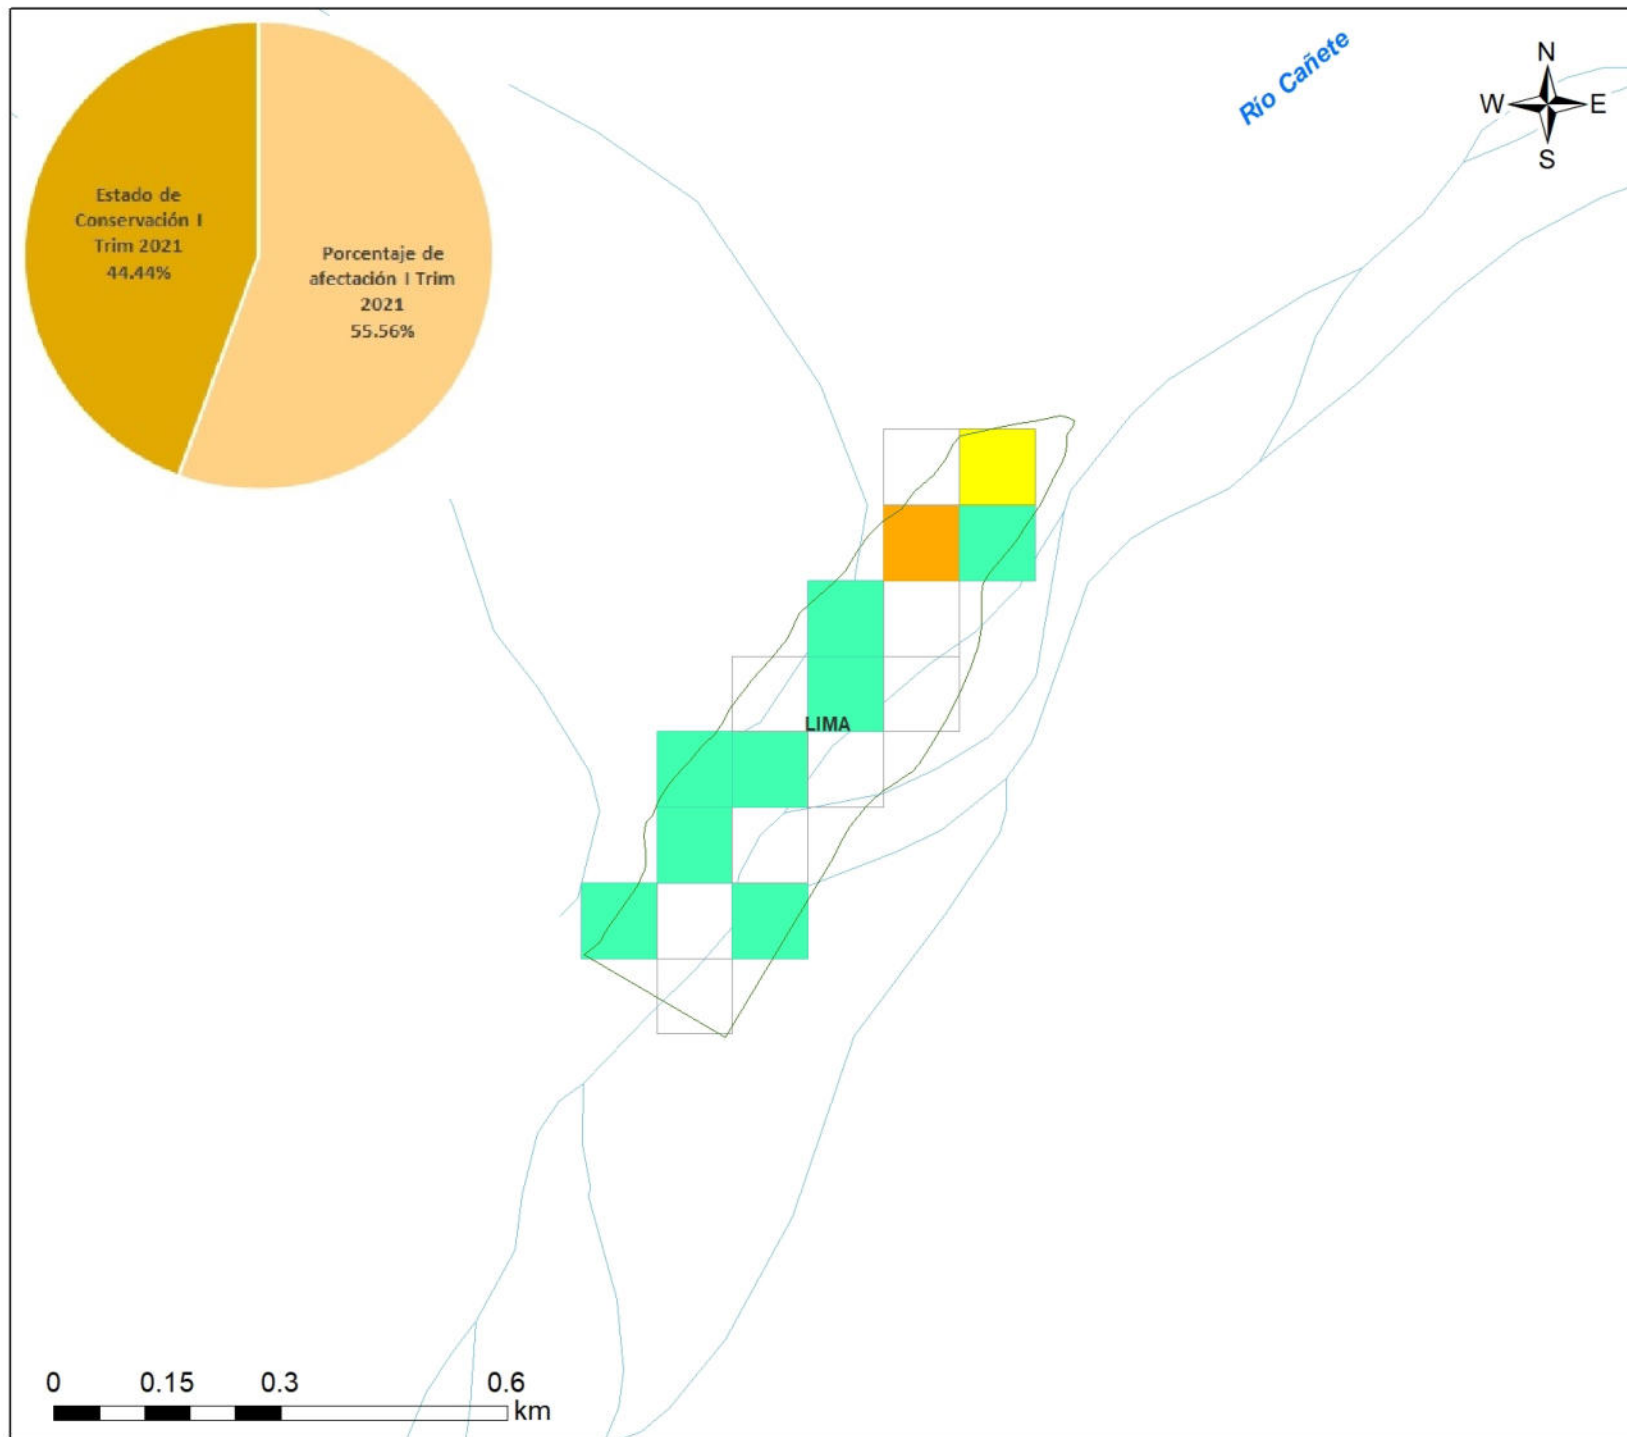 Río Cañete
N
W
E
S
Estado de
Conservación I
Trim 2021
44.44%
Porcentaje de
afectación I Trim
2021
55.56%
LIMA
0 0.15 0.3 0.6
km